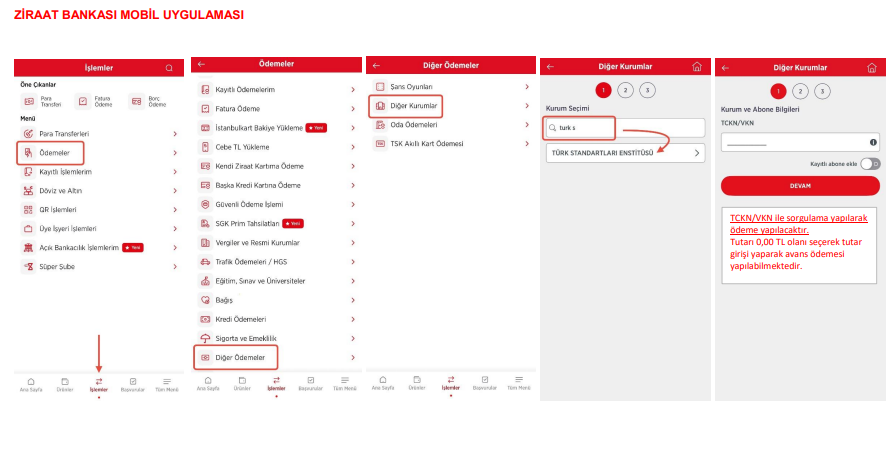 ZİRAAT BANKASI MOBİL UYGULAMASI
İşlemler
Öne Çıkanlar
Para Transferi
Fatura Ödeme
Borç Ödeme
Menü
Para Transferleri
Ödemeler
Kayıtlı İşlemlerim
Döviz ve Altın
QR İşlemleri
Üye İşyeri İşlemleri
Açık Bankacılık İşlemlerim ★ Yeni
Süper Şube
Ana Sayfa
Ürünler
İşlemler
Başvurular
Tüm Menü
Ödemeler
Kayıtlı Ödemelerim
Fatura Ödeme
İstanbulkart Bakiye Yükleme ★ Yeni
Cebe TL Yükleme
Kendi Ziraat Kartıma Ödeme
Başka Kredi Kartına Ödeme
Güvenli Ödeme İşlemi
SGK Prim Tahsilatları ★ Yeni
Vergiler ve Resmi Kurumlar
Trafik Ödemeleri / HGS
Eğitim, Sınav ve Üniversiteler
Bağış
Kredi Ödemeleri
Sigorta ve Emeklilik
Diğer Ödemeler
Ana Sayfa
Ürünler
İşlemler
Başvurular
Tüm Menü
Diğer Ödemeler
Şans Oyunları
Diğer Kurumlar
Oda Ödemeleri
TSK Akıllı Kart Ödemesi
Ana Sayfa
Ürünler
İşlemler
Başvurular
Tüm Menü
Diğer Kurumlar
1 2 3
Kurum Seçimi
turk s
TÜRK STANDARTLARI ENSTİTÜSÜ
Diğer Kurumlar
1 2 3
Kurum ve Abone Bilgileri
TCKN/VKN
Kayıtlı abone ekle
DEVAM
TCKN/VKN ile sorgulama yapılarak
ödeme yapılacaktır.
Tutarı 0,00 TL olanı seçerek tutar
girişi yaparak avans ödemesi
yapılabilmektedir.